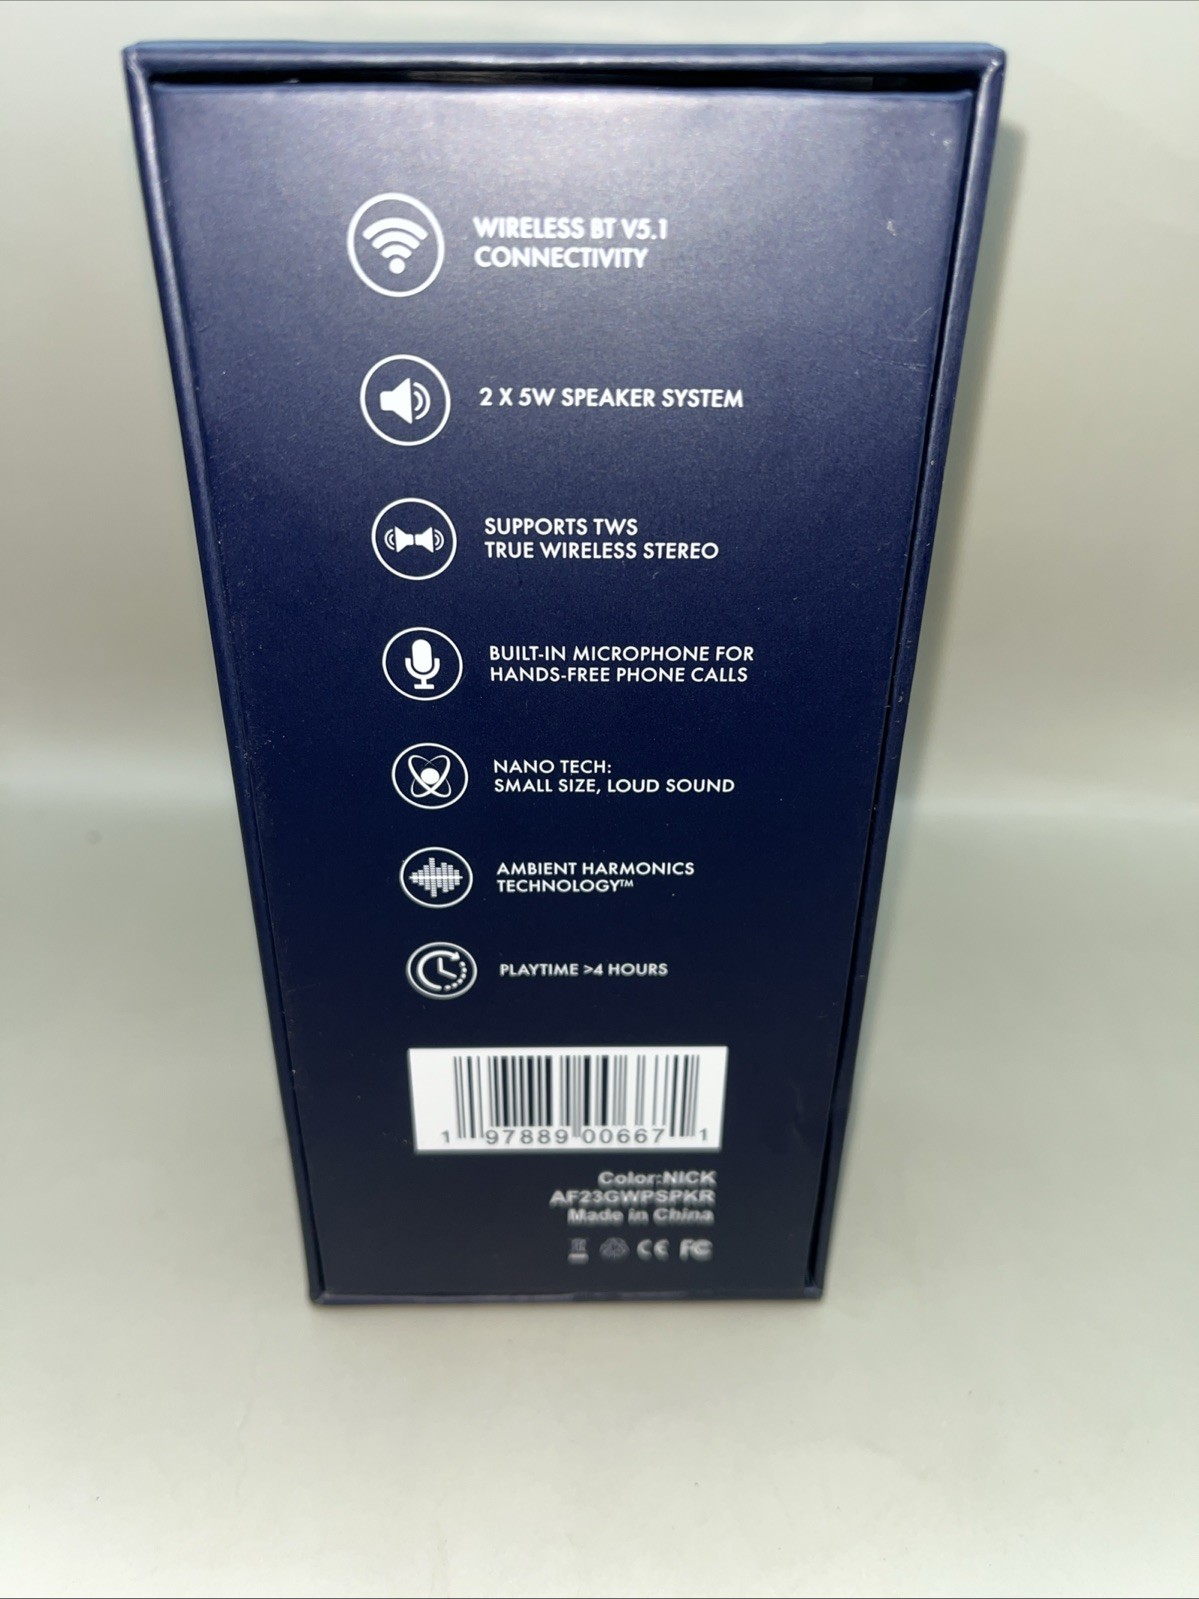 WIRELESS BT V5.1
CONNECTIVITY
2 X 5W SPEAKER SYSTEM
SUPPORTS TWS
TRUE WIRELESS STEREO
BUILT-IN MICROPHONE FOR
HANDS-FREE PHONE CALLS
NANO TECH:
SMALL SIZE, LOUD SOUND
AMBIENT HARMONICS
TECHNOLOGY™
PLAYTIME >4 HOURS
1 97889 00667 1
Color:NICK
AF23GWPSPKR
Made in China
CE FC